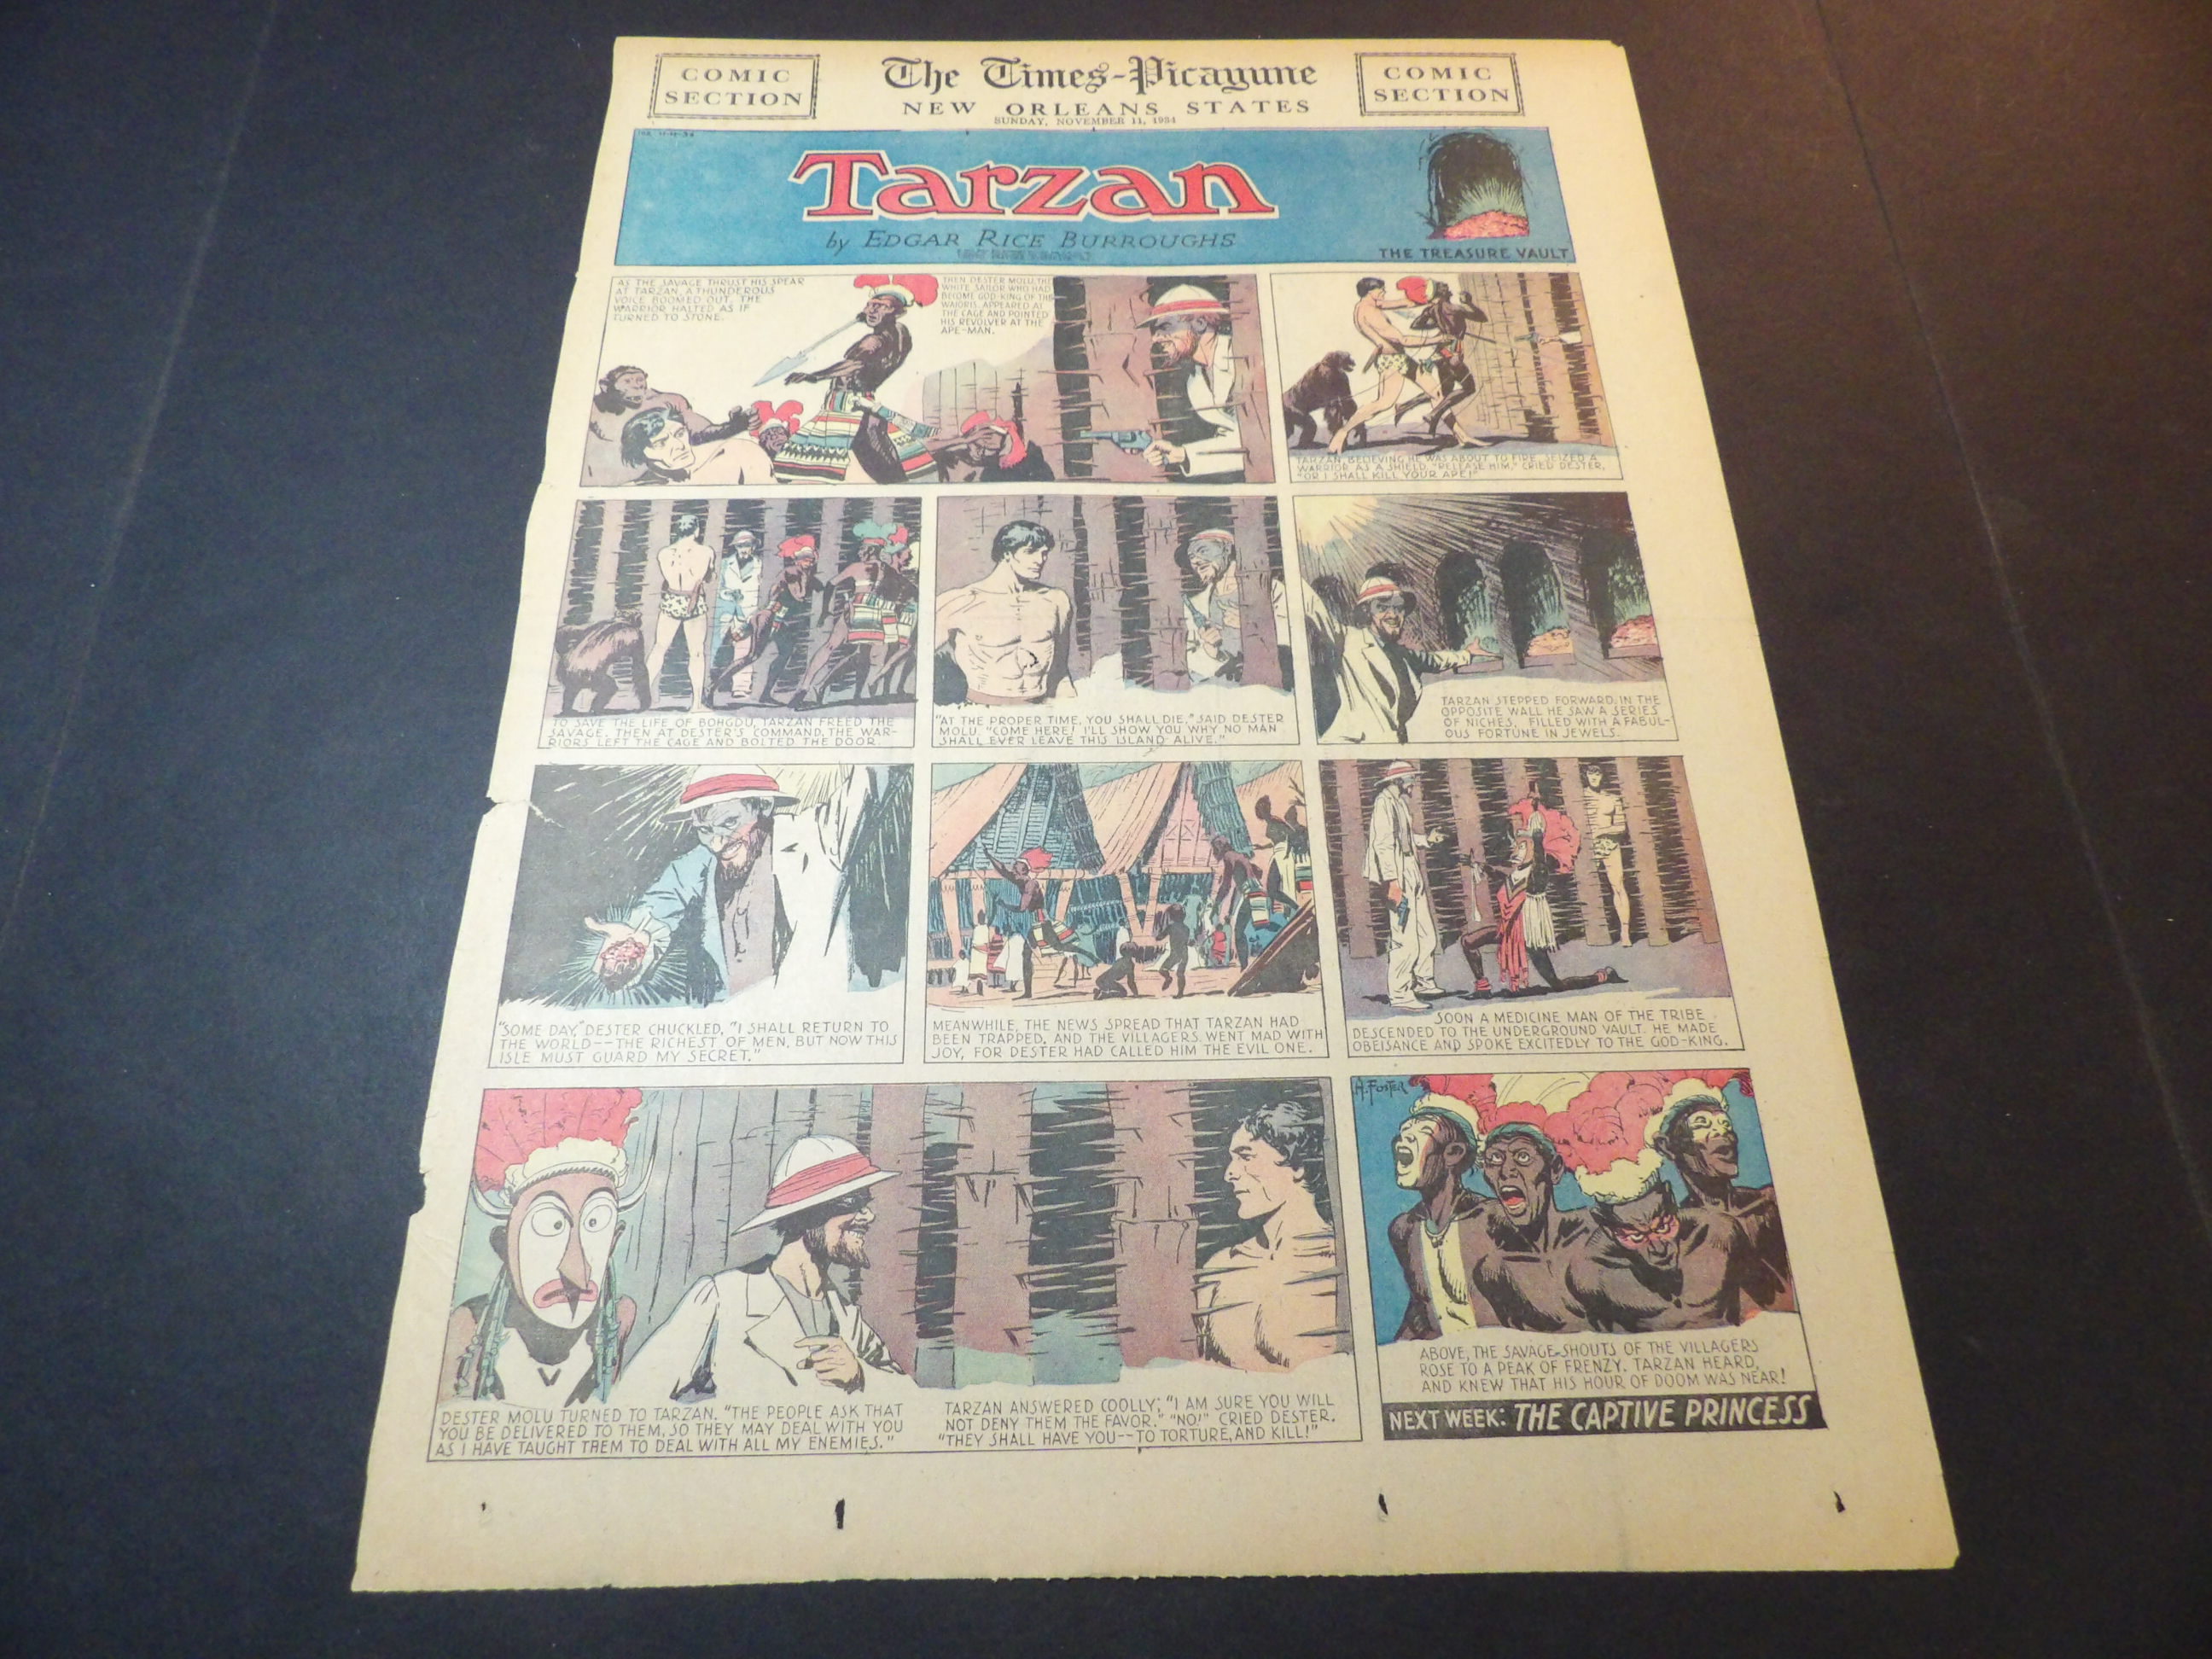 COMIC
SECTION
The Times-Picayune
NEW ORLEANS STATES
SUNDAY, NOVEMBER 11, 1934
COMIC
SECTION
Tarzan
by EDGAR RICE BURROUGHS
THE TREASURE VAULT
AS THE SAVAGE THRUST HIS SPEAR
AT TARZAN, A THUNDEROUS
VOICE BOOMED OUT. THE
WARRIOR HALTED AS IF
TURNED TO STONE.
THEN DESTER MOLU, THE
WHITE SAILOR WHO HAD
BECOME GOD-KING OF THE
WAIORIS, APPEARED AT
THE CAGE AND POINTED
HIS REVOLVER AT THE
APE-MAN.
TARZAN BELIEVING HE WAS ABOUT TO FIRE, SEIZED A
WARRIOR AS A SHIELD. "RELEASE HIM," CRIED DESTER,
"OR I SHALL KILL YOUR APE!"
TO SAVE THE LIFE OF BOHGDU, TARZAN FREED THE
SAVAGE. THEN AT DESTER'S COMMAND, THE WAR-
RIORS LEFT THE CAGE AND BOLTED THE DOOR.
"AT THE PROPER TIME, YOU SHALL DIE," SAID DESTER
MOLU. "COME HERE! I'LL SHOW YOU WHY NO MAN
SHALL EVER LEAVE THIS ISLAND ALIVE."
TARZAN STEPPED FORWARD. IN THE
OPPOSITE WALL HE SAW A SERIES
OF NICHES, FILLED WITH A FABUL-
OUS FORTUNE IN JEWELS.
"SOME DAY," DESTER CHUCKLED, "I SHALL RETURN TO
THE WORLD--THE RICHEST OF MEN, BUT NOW THIS
ISLE MUST GUARD MY SECRET."
MEANWHILE, THE NEWS SPREAD THAT TARZAN HAD
BEEN TRAPPED, AND THE VILLAGERS WENT MAD WITH
JOY, FOR DESTER HAD CALLED HIM THE EVIL ONE.
SOON A MEDICINE MAN OF THE TRIBE
DESCENDED TO THE UNDERGROUND VAULT. HE MADE
OBEISANCE AND SPOKE EXCITEDLY TO THE GOD-KING.
DESTER MOLU TURNED TO TARZAN. "THE PEOPLE ASK THAT
YOU BE DELIVERED TO THEM, SO THEY MAY DEAL WITH YOU
AS I HAVE TAUGHT THEM TO DEAL WITH ALL MY ENEMIES."
TARZAN ANSWERED COOLLY; "I AM SURE YOU WILL
NOT DENY THEM THE FAVOR." "NO!" CRIED DESTER.
"THEY SHALL HAVE YOU--TO TORTURE, AND KILL!"
H. FOSTER
ABOVE, THE SAVAGE SHOUTS OF THE VILLAGERS
ROSE TO A PEAK OF FRENZY. TARZAN HEARD,
AND KNEW THAT HIS HOUR OF DOOM WAS NEAR!
NEXT WEEK: THE CAPTIVE PRINCESS